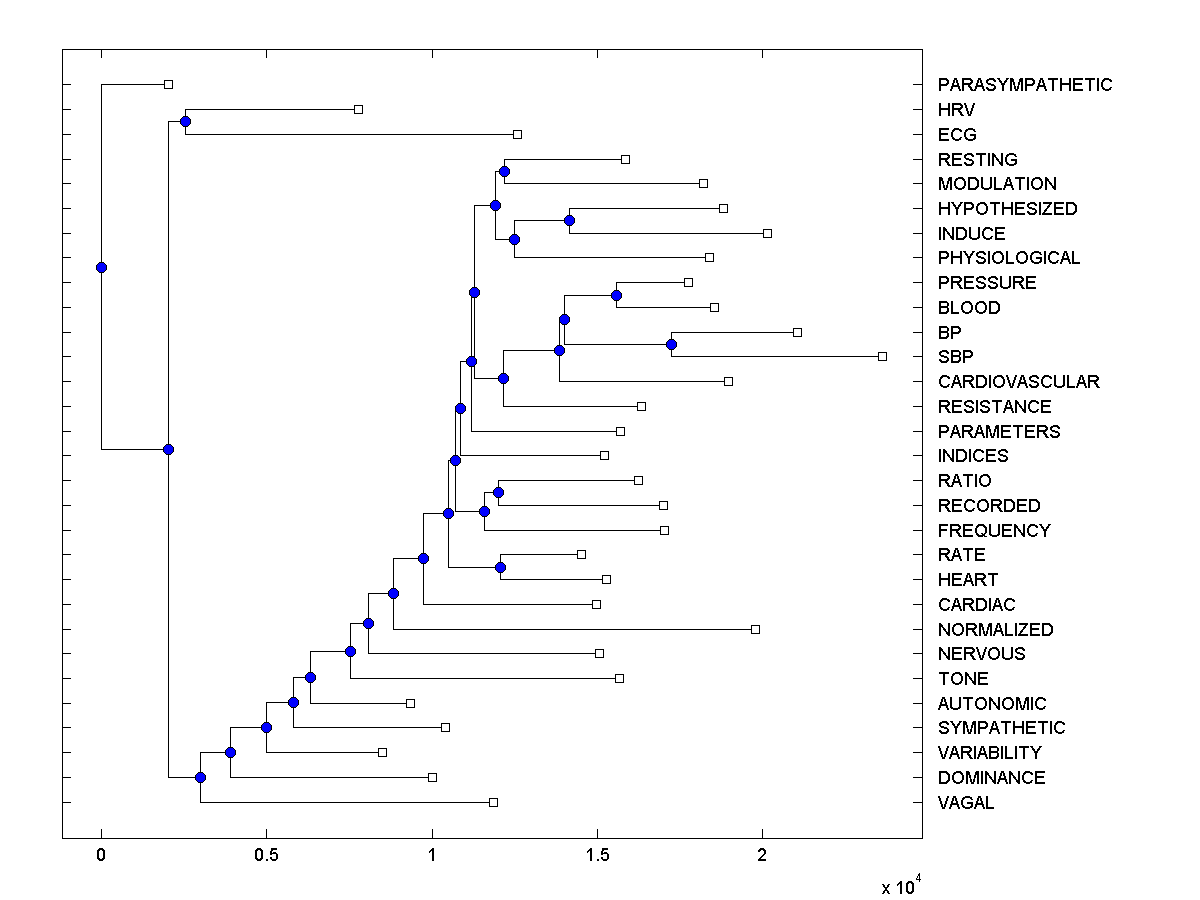 PARASYMPATHETIC
HRV
ECG
RESTING
MODULATION
HYPOTHESIZED
INDUCE
PHYSIOLOGICAL
PRESSURE
BLOOD
BP
SBP
CARDIOVASCULAR
RESISTANCE
PARAMETERS
INDICES
RATIO
RECORDED
FREQUENCY
RATE
HEART
CARDIAC
NORMALIZED
NERVOUS
TONE
AUTONOMIC
SYMPATHETIC
VARIABILITY
DOMINANCE
VAGAL
0 0.5 1 1.5 2
x 10^4